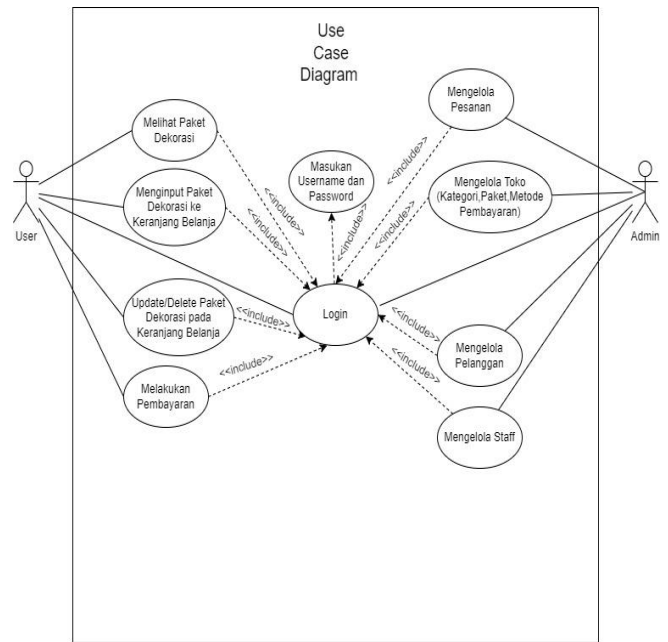 Use
Case
Diagram
Melihat Paket
Dekorasi
Menginput Paket
Dekorasi ke
Keranjang Belanja
Update/Delete Paket
Dekorasi pada
Keranjang Belanja
Melakukan
Pembayaran
User
Masukan
Username dan
Password
Login
Mengelola
Pesanan
Mengelola Toko
(Kategori,Paket,Metode
Pembayaran)
Mengelola
Pelanggan
Mengelola Staff
Admin
<<include>>
<<include>>
<<include>>
<<include>>
<<include>>
<<include>>
<<include>>
<<include>>
<<include>>